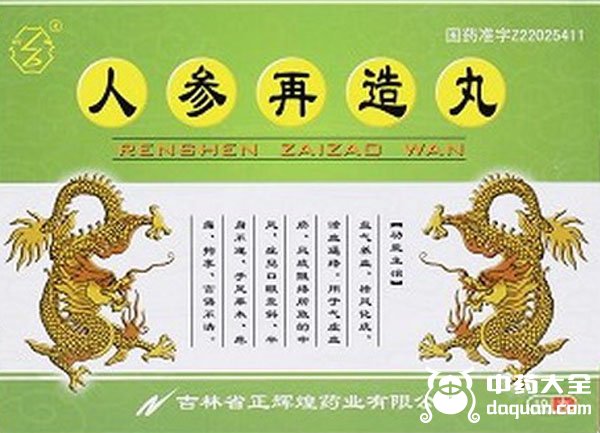 国药准字Z22025411
人参再造丸
RENSHEN ZAIZAO WAN
【功能主治】
益气养血,祛风化痰,
活血通络。用于气虚血
瘀、风痰阻络所致的中
风,症见口眼歪斜、半
身不遂、手足麻木、疼
痛、拘挛、言语不清。
吉林省正辉煌药业有限
中药大全
daquan.com